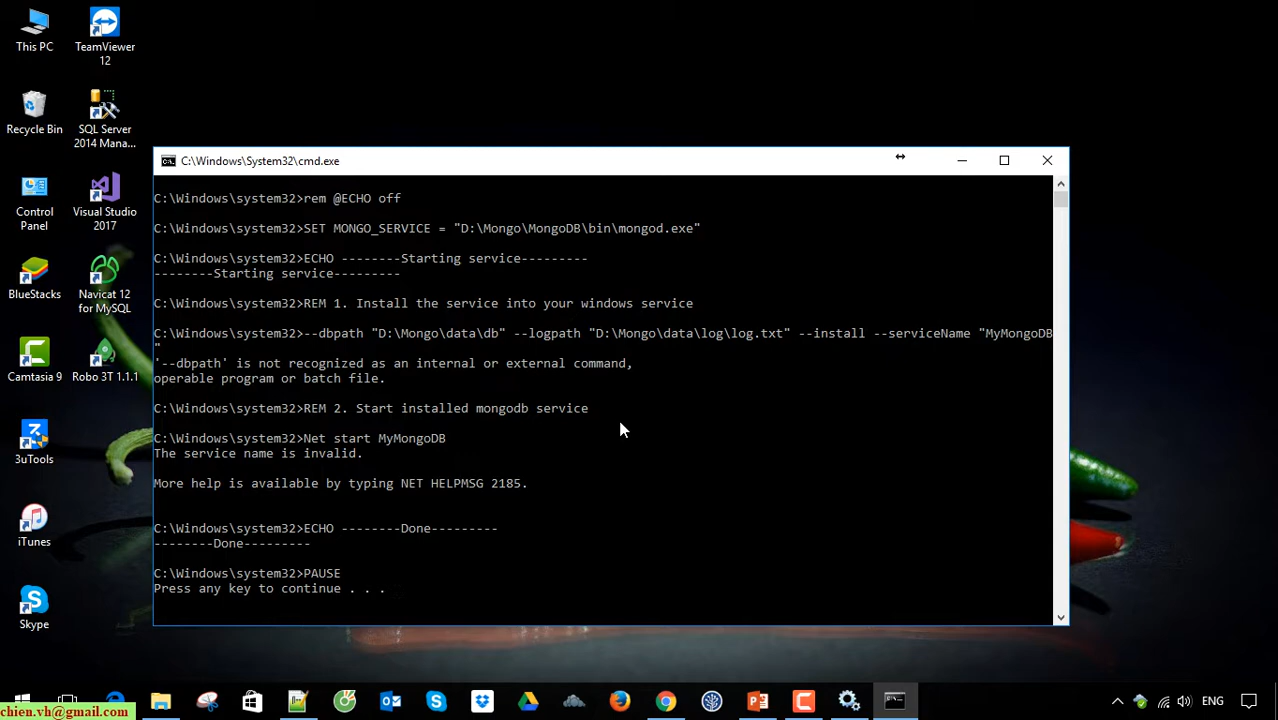 This PC
TeamViewer
12
Recycle Bin
SQL Server
2014 Mana...
Control
Panel
Visual Studio
2017
BlueStacks
Navicat 12
for MySQL
Camtasia 9
Robo 3T 1.1.1
3uTools
iTunes
Skype
C:\Windows\System32\cmd.exe
C:\Windows\system32>rem @ECHO off
C:\Windows\system32>SET MONGO_SERVICE = "D:\Mongo\MongoDB\bin\mongod.exe"
C:\Windows\system32>ECHO --------Starting service---------
--------Starting service---------
C:\Windows\system32>REM 1. Install the service into your windows service
C:\Windows\system32>--dbpath "D:\Mongo\data\db" --logpath "D:\Mongo\data\log\log.txt" --install --serviceName "MyMongoDB
"
'--dbpath' is not recognized as an internal or external command,
operable program or batch file.
C:\Windows\system32>REM 2. Start installed mongodb service
C:\Windows\system32>Net start MyMongoDB
The service name is invalid.
More help is available by typing NET HELPMSG 2185.
C:\Windows\system32>ECHO --------Done---------
--------Done---------
C:\Windows\system32>PAUSE
Press any key to continue . . .
chien.vh@gmail.com
ENG